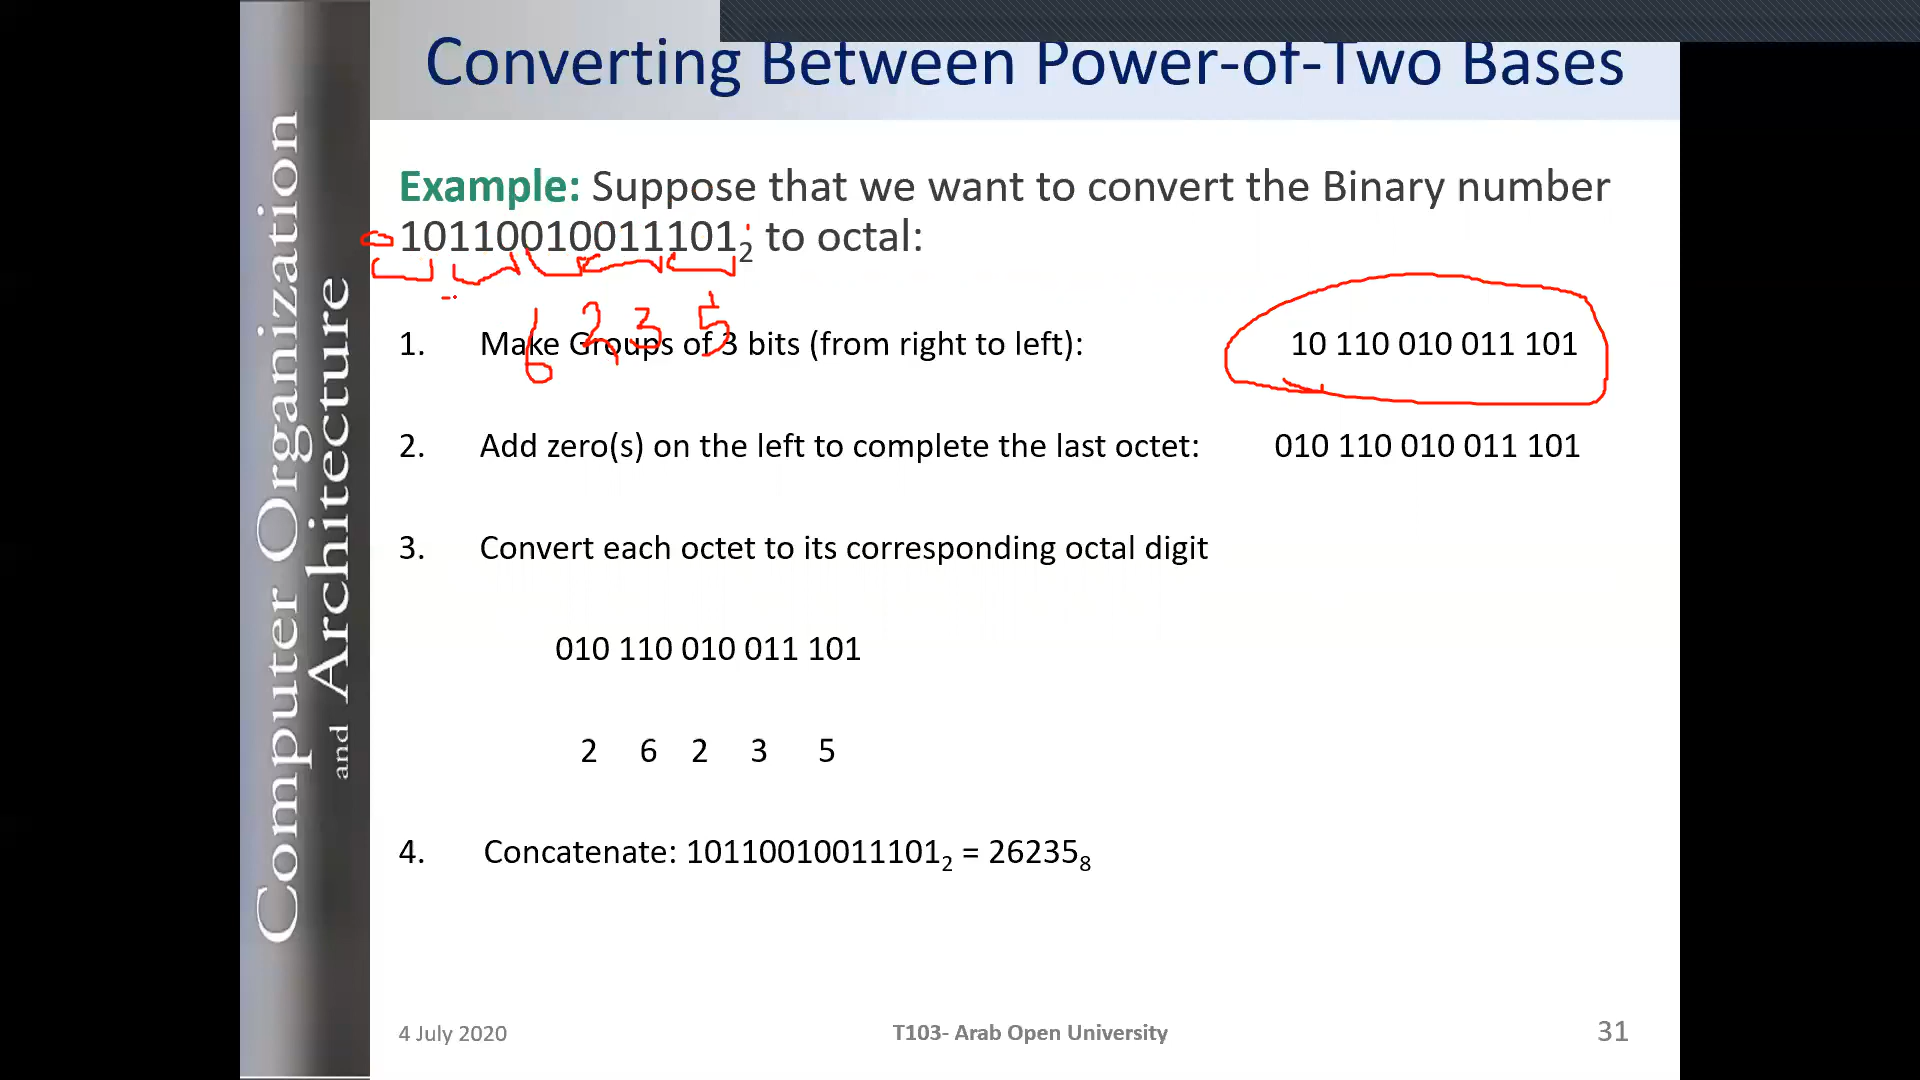 Converting Between Power-of-Two Bases
Computer Organization
and Architecture
Example: Suppose that we want to convert the Binary number
10110010011101₂ to octal:
6 2 3 5
1. Make Groups of 3 bits (from right to left): 10 110 010 011 101
2. Add zero(s) on the left to complete the last octet: 010 110 010 011 101
3. Convert each octet to its corresponding octal digit
010 110 010 011 101
2 6 2 3 5
4. Concatenate: 10110010011101₂ = 26235₈
4 July 2020 T103- Arab Open University 31